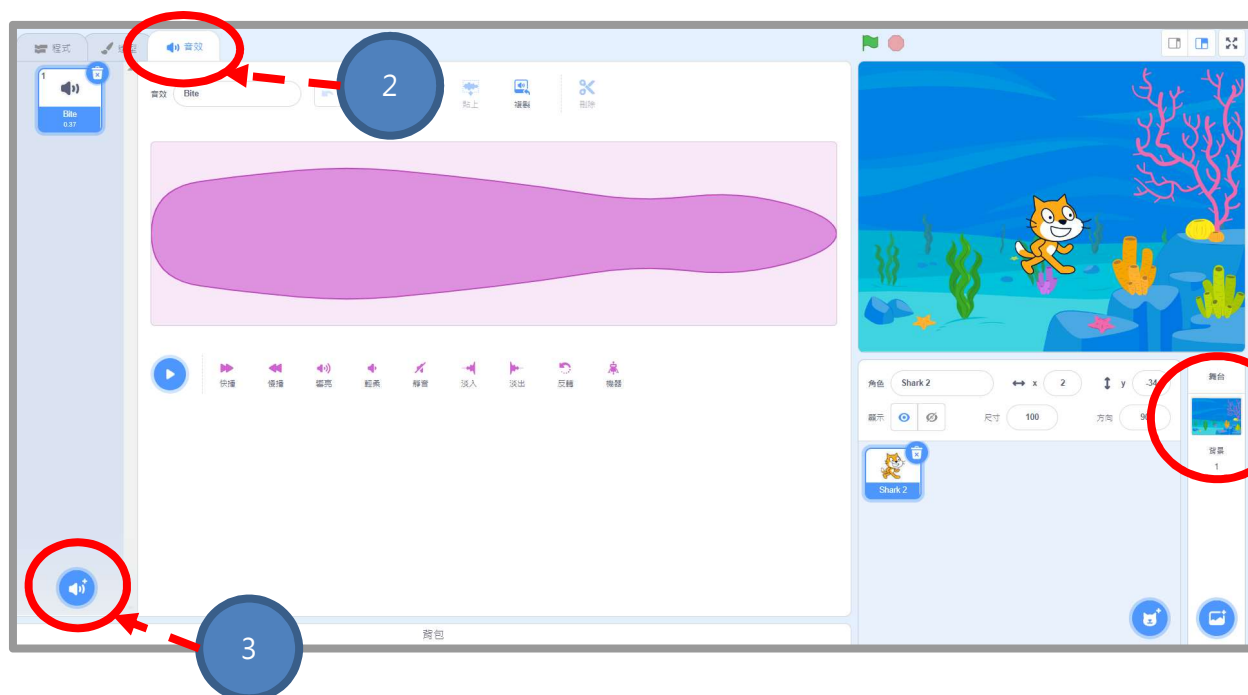 程式
音效
2
1
Bite
0.37
音效 Bite
貼上
複製
刪除
快播
慢播
響亮
輕柔
靜音
淡入
淡出
反轉
機器
角色 Shark 2 x 2 y -34
顯示 尺寸 100 方向 90
Shark 2
舞台
背景
1
3
背包